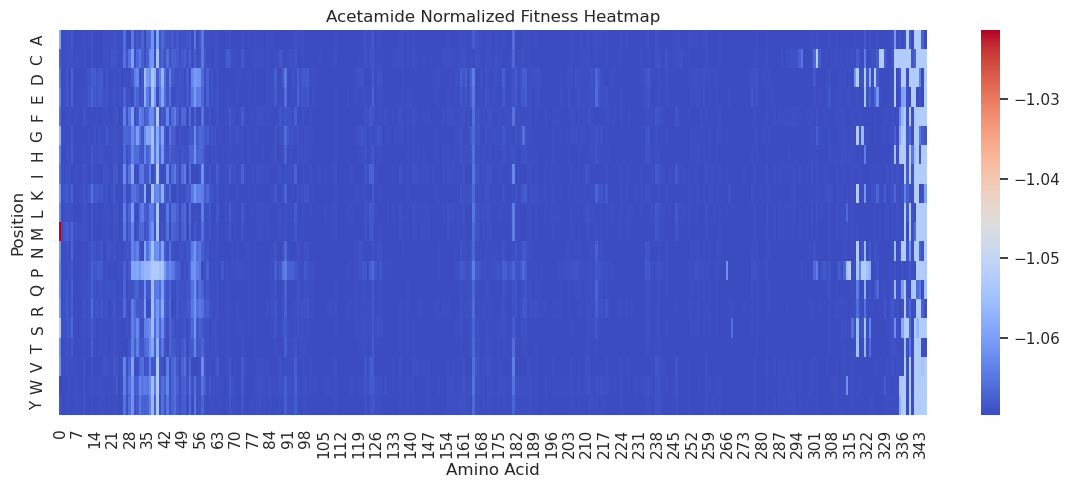 Acetamide Normalized Fitness Heatmap
Position
A
C
D
E
F
G
H
I
K
L
M
N
P
Q
R
S
T
V
W
Y
0 7 14 21 28 35 42 49 56 63 70 77 84 91 98 105 112 119 126 133 140 147 154 161 168 175 182 189 196 203 210 217 224 231 238 245 252 259 266 273 280 287 294 301 308 315 322 329 336 343
Amino Acid
−1.03
−1.04
−1.05
−1.06